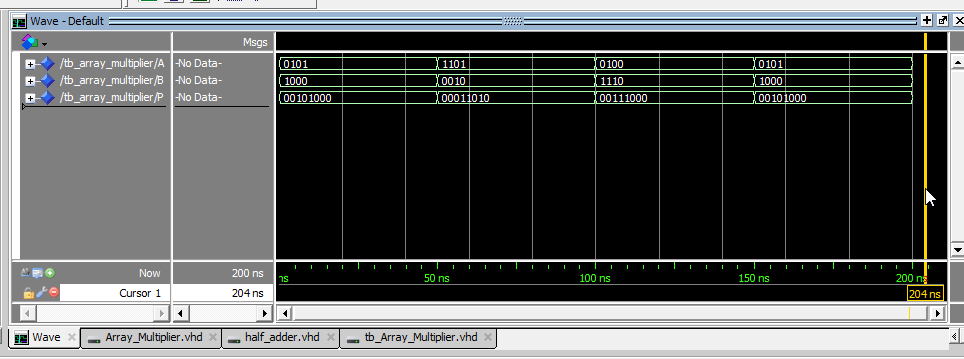 Wave - Default
Msgs
/tb_array_multiplier/A -No Data- 0101 1101 0100 0101
/tb_array_multiplier/B -No Data- 1000 0010 1110 1000
/tb_array_multiplier/P -No Data- 00101000 00011010 00111000 00101000
Now 200 ns ns 50 ns 100 ns 150 ns 200 ns
Cursor 1 204 ns 204 ns
Wave Array_Multiplier.vhd half_adder.vhd tb_Array_Multiplier.vhd